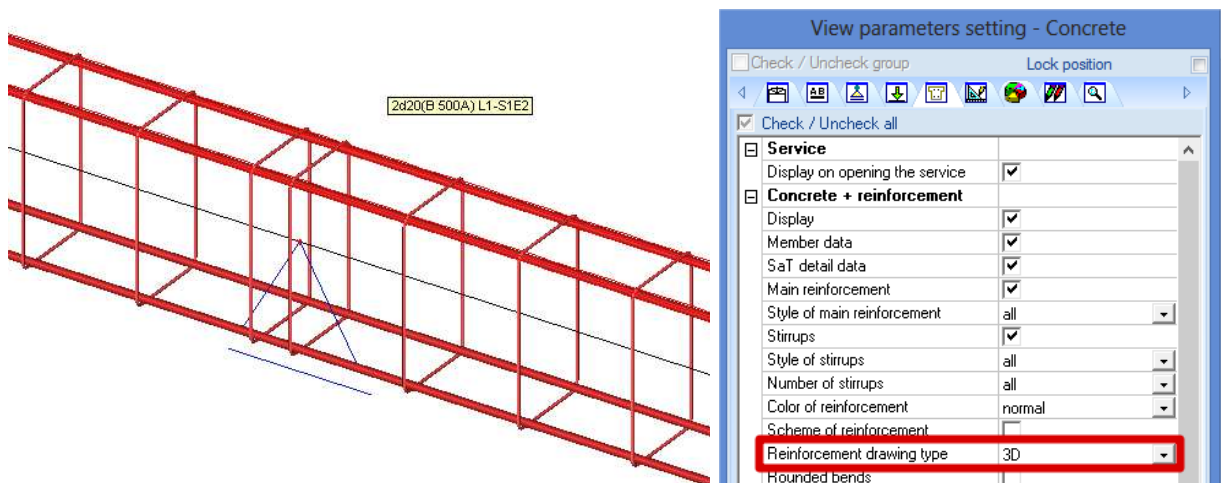 2d20(B 500A) L1-S1E2
View parameters setting - Concrete
Check / Uncheck group Lock position
AB
Check / Uncheck all
Service
Display on opening the service
Concrete + reinforcement
Display
Member data
SaT detail data
Main reinforcement
Style of main reinforcement all
Stirrups
Style of stirrups all
Number of stirrups all
Color of reinforcement normal
Scheme of reinforcement
Reinforcement drawing type 3D
Rounded bends